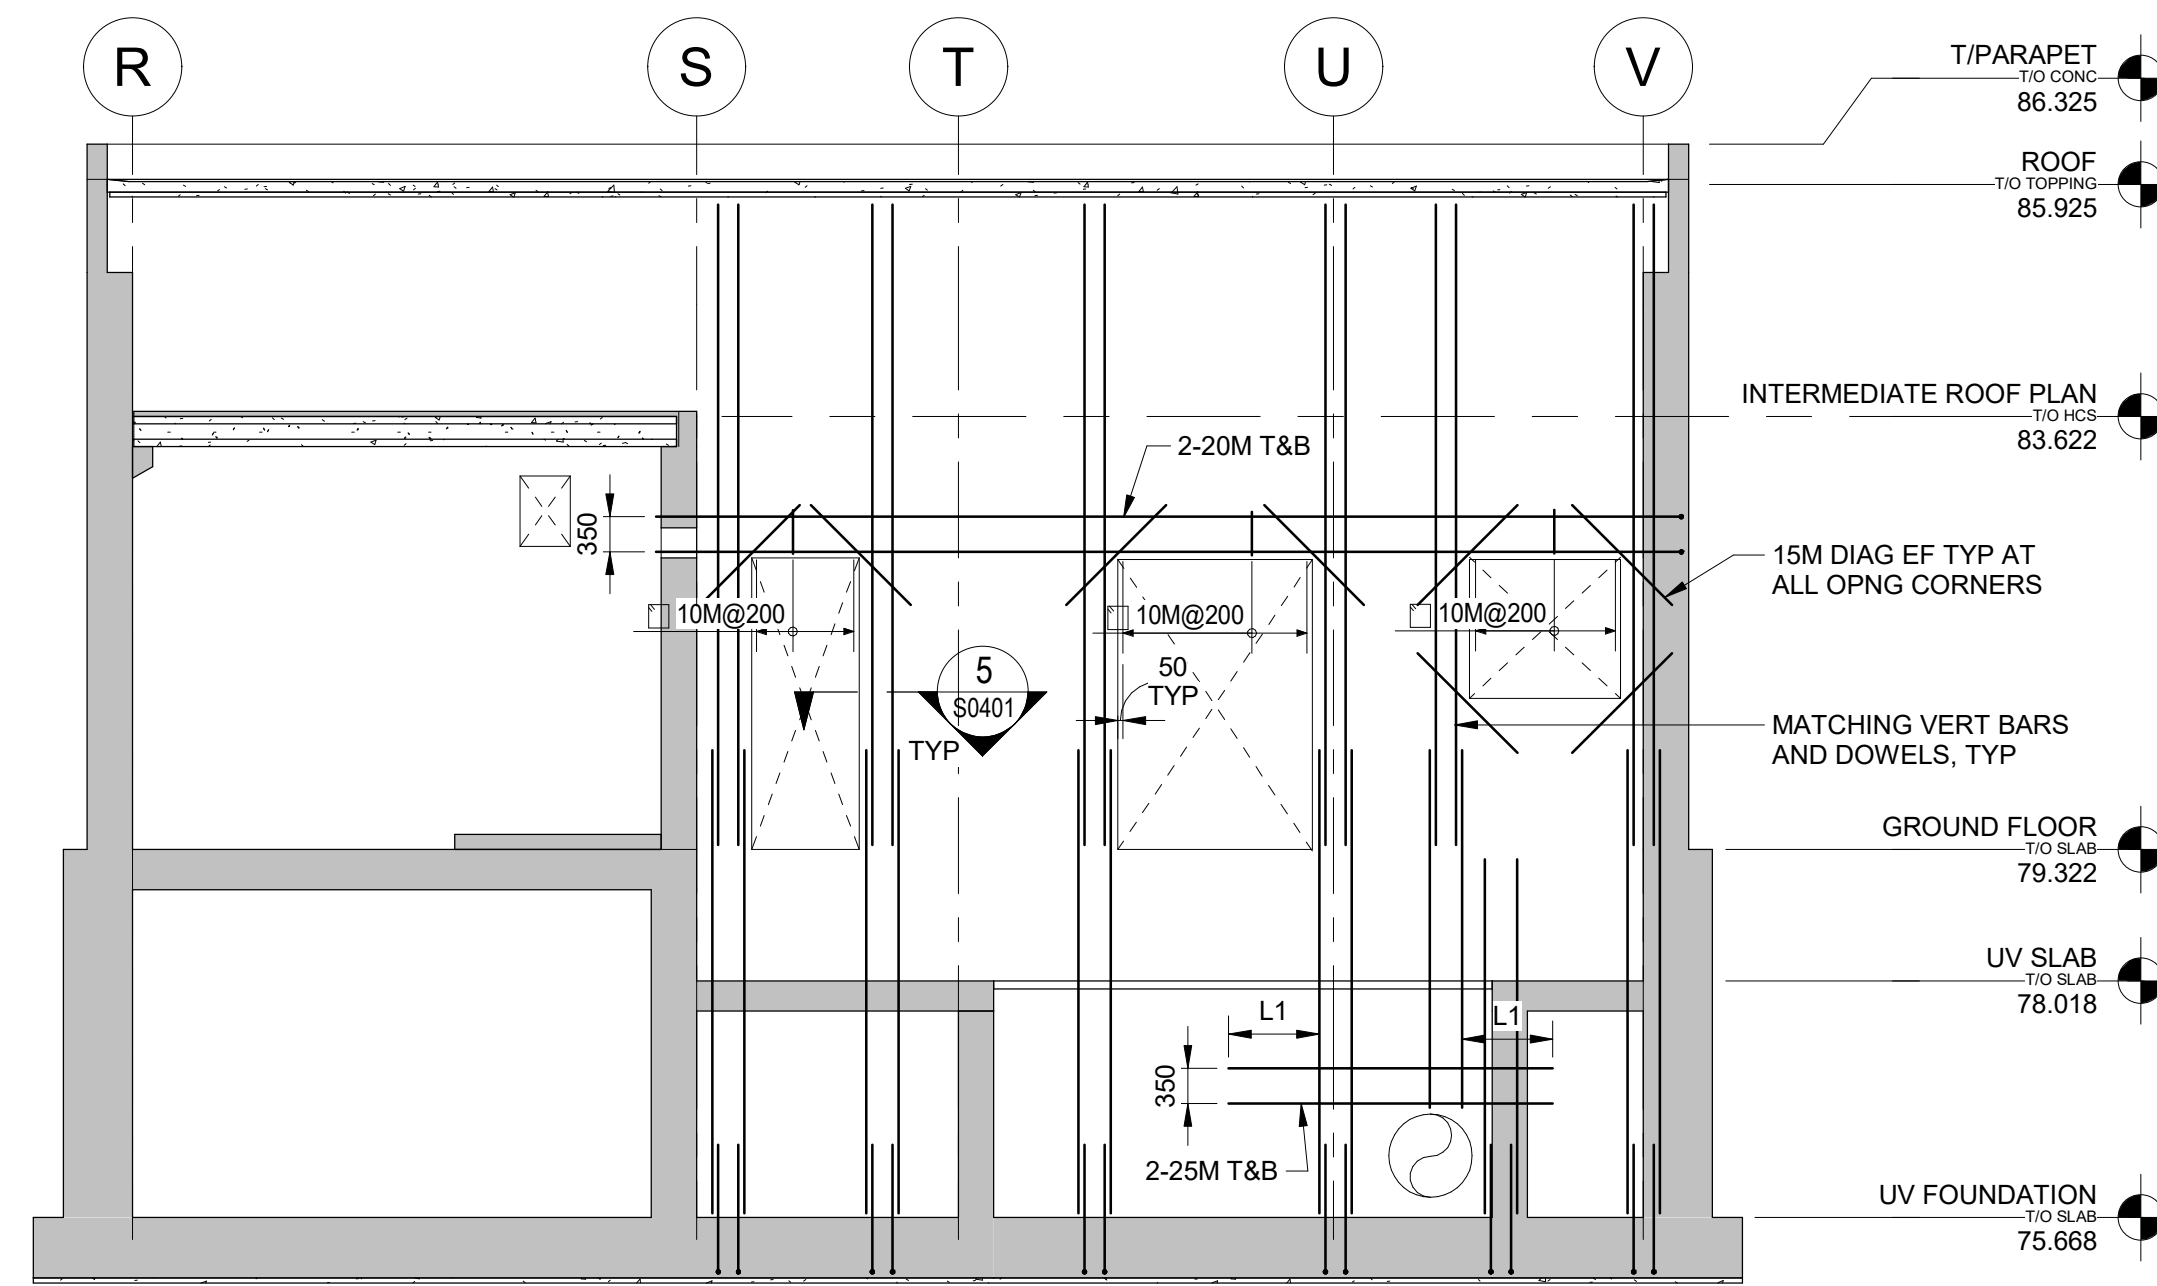 R
S
T
U
V
T/PARAPET
T/O CONC
86.325
ROOF
T/O TOPPING
85.925
INTERMEDIATE ROOF PLAN
T/O HCS
83.622
2-20M T&B
350
15M DIAG EF TYP AT
ALL OPNG CORNERS
10M@200
10M@200
10M@200
5
S0401
TYP
50
TYP
MATCHING VERT BARS
AND DOWELS, TYP
GROUND FLOOR
T/O SLAB
79.322
UV SLAB
T/O SLAB
78.018
L1
L1
350
2-25M T&B
UV FOUNDATION
T/O SLAB
75.668